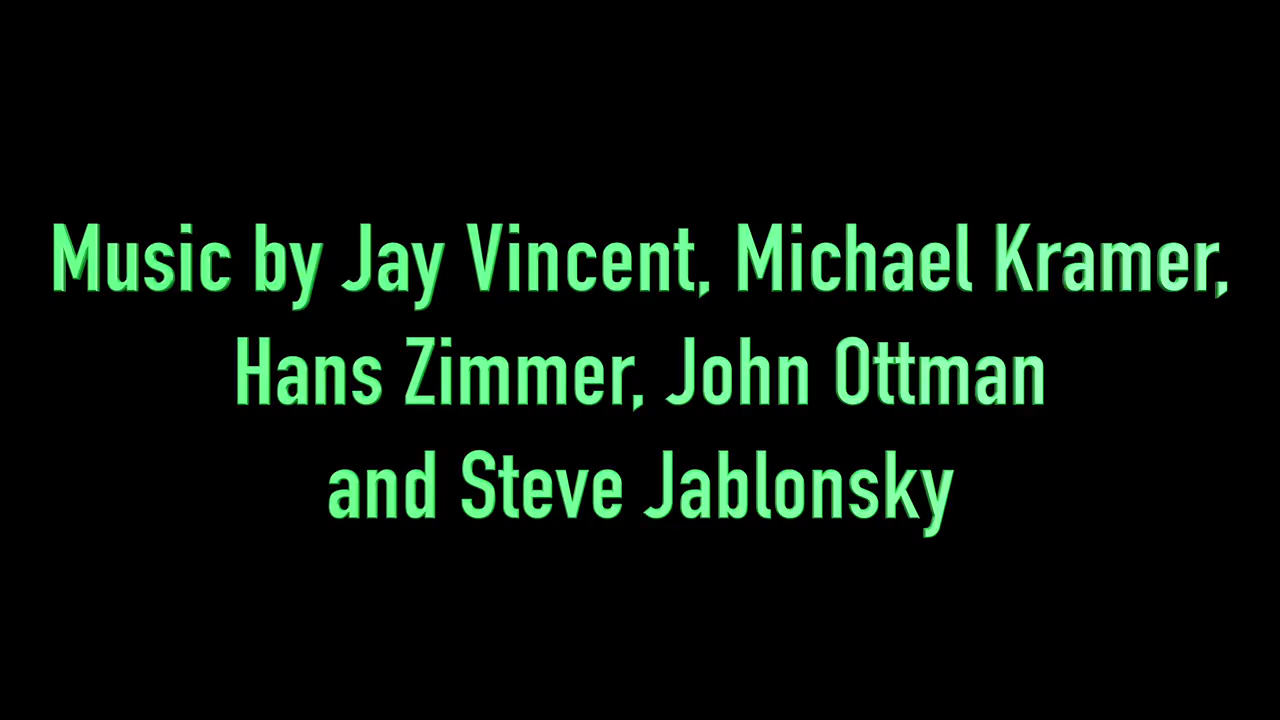 Music by Jay Vincent, Michael Kramer,
Hans Zimmer, John Ottman
and Steve Jablonsky